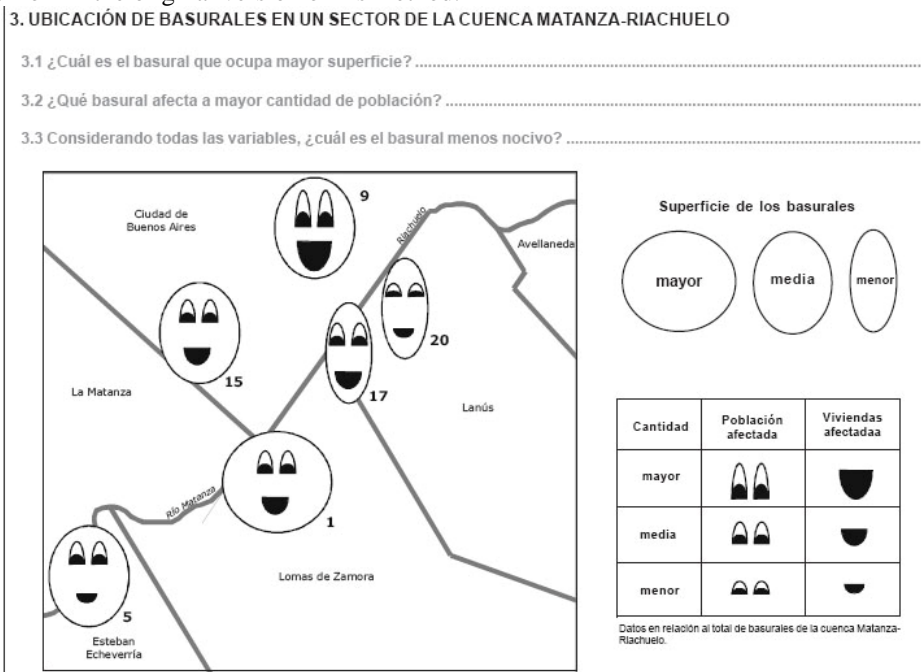 3. UBICACIÓN DE BASURALES EN UN SECTOR DE LA CUENCA MATANZA-RIACHUELO
3.1 ¿Cuál es el basural que ocupa mayor superficie? ........................
3.2 ¿Qué basural afecta a mayor cantidad de población? ........................
3.3 Considerando todas las variables, ¿cuál es el basural menos nocivo? ........................
9
Ciudad de
Buenos Aires
Riachuelo
Avellaneda
20
15
17
La Matanza
Lanús
Río Matanza
1
Lomas de Zamora
5
Esteban
Echeverría
Superficie de los basurales
mayor
media
menor
Cantidad
Población
afectada
Viviendas
afectadaa
mayor
media
menor
Datos en relación al total de basurales de la cuenca Matanza-
Riachuelo.